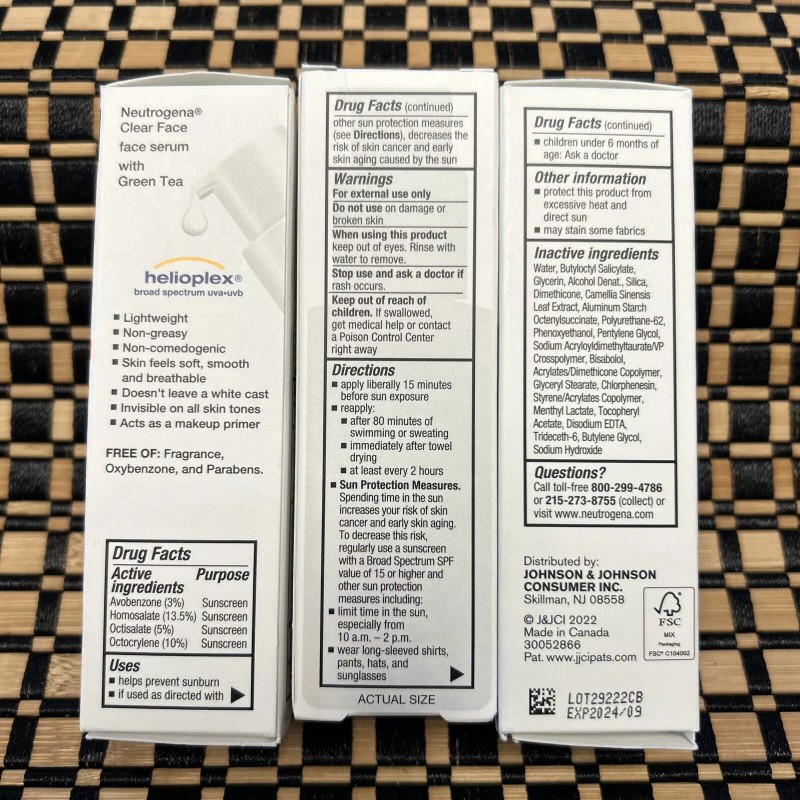 Neutrogena®
Clear Face
face serum
with
Green Tea
helioplex®
broad spectrum uva•uvb
■ Lightweight
■ Non-greasy
■ Non-comedogenic
■ Skin feels soft, smooth
and breathable
■ Doesn't leave a white cast
■ Invisible on all skin tones
■ Acts as a makeup primer
FREE OF: Fragrance,
Oxybenzone, and Parabens.
Drug Facts
Active Purpose
ingredients
Avobenzone (3%) Sunscreen
Homosalate (13.5%) Sunscreen
Octisalate (5%) Sunscreen
Octocrylene (10%) Sunscreen
Uses
■ helps prevent sunburn
■ if used as directed with
Drug Facts (continued)
other sun protection measures
(see Directions), decreases the
risk of skin cancer and early
skin aging caused by the sun
Warnings
For external use only
Do not use on damage or
broken skin
When using this product
keep out of eyes. Rinse with
water to remove.
Stop use and ask a doctor if
rash occurs.
Keep out of reach of
children. If swallowed,
get medical help or contact
a Poison Control Center
right away
Directions
■ apply liberally 15 minutes
before sun exposure
■ reapply:
■ after 80 minutes of
swimming or sweating
■ immediately after towel
drying
■ at least every 2 hours
■ Sun Protection Measures.
Spending time in the sun
increases your risk of skin
cancer and early skin aging.
To decrease this risk,
regularly use a sunscreen
with a Broad Spectrum SPF
value of 15 or higher and
other sun protection
measures including:
■ limit time in the sun,
especially from
10 a.m. – 2 p.m.
■ wear long-sleeved shirts,
pants, hats, and
sunglasses
ACTUAL SIZE
Drug Facts (continued)
■ children under 6 months of
age: Ask a doctor
Other information
■ protect this product from
excessive heat and
direct sun
■ may stain some fabrics
Inactive ingredients
Water, Butyloctyl Salicylate,
Glycerin, Alcohol Denat., Silica,
Dimethicone, Camellia Sinensis
Leaf Extract, Aluminum Starch
Octenylsuccinate, Polyurethane-62,
Phenoxyethanol, Pentylene Glycol,
Sodium Acryloyldimethyltaurate/VP
Crosspolymer, Bisabolol,
Acrylates/Dimethicone Copolymer,
Glyceryl Stearate, Chlorphenesin,
Styrene/Acrylates Copolymer,
Menthyl Lactate, Tocopheryl
Acetate, Disodium EDTA,
Trideceth-6, Butylene Glycol,
Sodium Hydroxide
Questions?
Call toll-free 800-299-4786
or 215-273-8755 (collect) or
visit www.neutrogena.com
Distributed by:
JOHNSON & JOHNSON
CONSUMER INC.
Skillman, NJ 08558
© J&JCI 2022
Made in Canada
30052866
Pat. www.jjcipats.com
FSC
MIX
Packaging
FSC® C104002
LOT29222CB
EXP2024/09